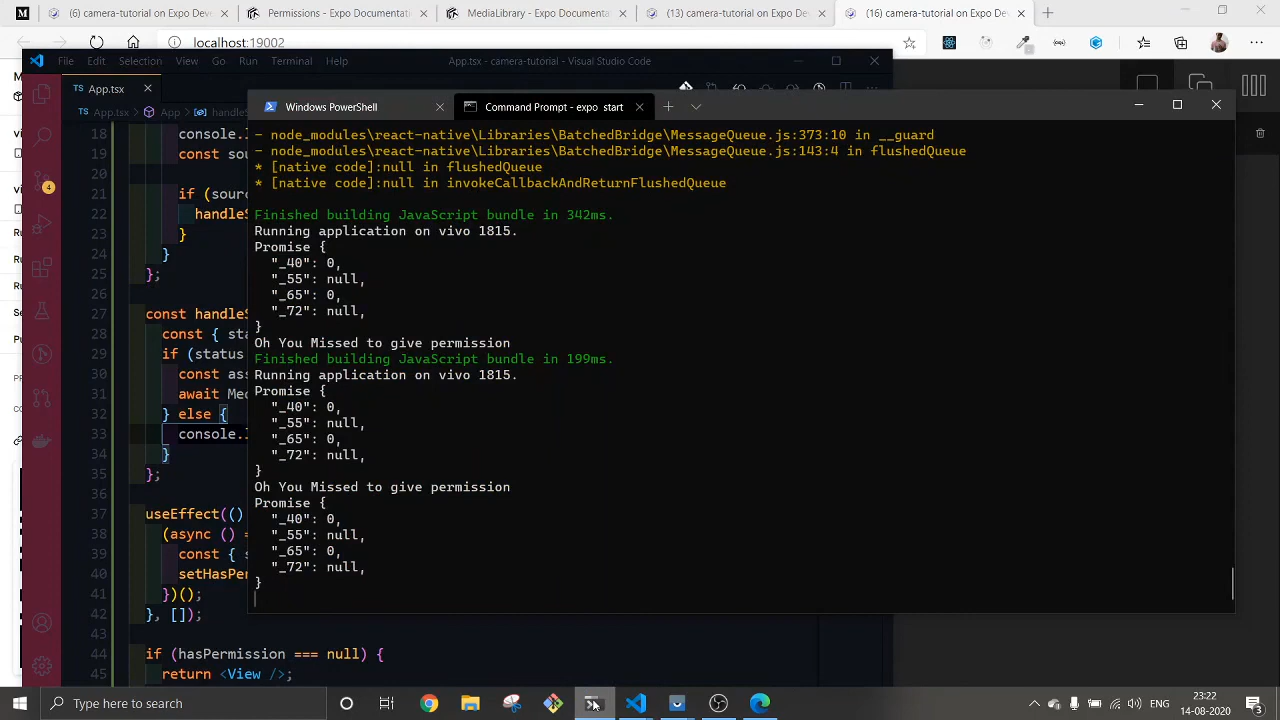 Permissions - Expo Documentation
MediaLibrary - Expo Documentati
(13) camera-tutorial on Expo Dev
(16) camera-tutorial on Expo Dev
localhost:19002
File Edit Selection View Go Run Terminal Help
App.tsx - camera-tutorial - Visual Studio Code
TS App.tsx
Windows PowerShell
Command Prompt - expo start
App.tsx > App > handleS
18 console.l
19 const sou
20
21 if (sourc
22 handleS
23 }
24 }
25 };
26
27 const handleS
28 const { sta
29 if (status
30 const ass
31 await Med
32 } else {
33 console.l
34 }
35 };
36
37 useEffect(()
38 (async () =
39 const { s
40 setHasPer
41 })();
42 }, []);
43
44 if (hasPermission === null) {
45 return <View />;
- node_modules\react-native\Libraries\BatchedBridge\MessageQueue.js:373:10 in __guard
- node_modules\react-native\Libraries\BatchedBridge\MessageQueue.js:143:4 in flushedQueue
* [native code]:null in flushedQueue
* [native code]:null in invokeCallbackAndReturnFlushedQueue
Finished building JavaScript bundle in 342ms.
Running application on vivo 1815.
Promise {
"_40": 0,
"_55": null,
"_65": 0,
"_72": null,
}
Oh You Missed to give permission
Finished building JavaScript bundle in 199ms.
Running application on vivo 1815.
Promise {
"_40": 0,
"_55": null,
"_65": 0,
"_72": null,
}
Oh You Missed to give permission
Promise {
"_40": 0,
"_55": null,
"_65": 0,
"_72": null,
}
4
Type here to search
ENG
23:22
14-08-2020
3